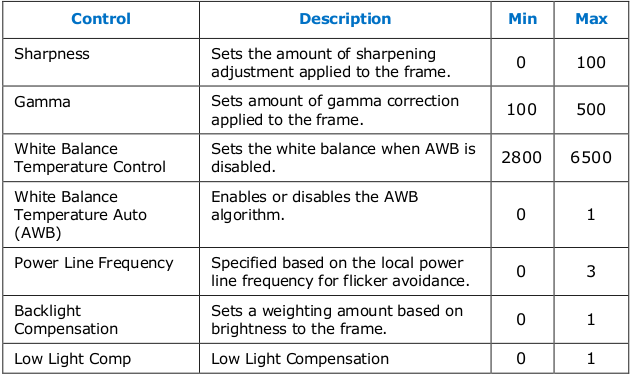 Control Description Min Max
Sharpness Sets the amount of sharpening
adjustment applied to the frame. 0 100
Gamma Sets amount of gamma correction
applied to the frame. 100 500
White Balance Sets the white balance when AWB is
Temperature Control disabled. 2800 6500
White Balance Enables or disables the AWB
Temperature Auto algorithm. 0 1
(AWB)
Power Line Frequency Specified based on the local power
line frequency for flicker avoidance. 0 3
Backlight Sets a weighting amount based on
Compensation brightness to the frame. 0 1
Low Light Comp Low Light Compensation 0 1